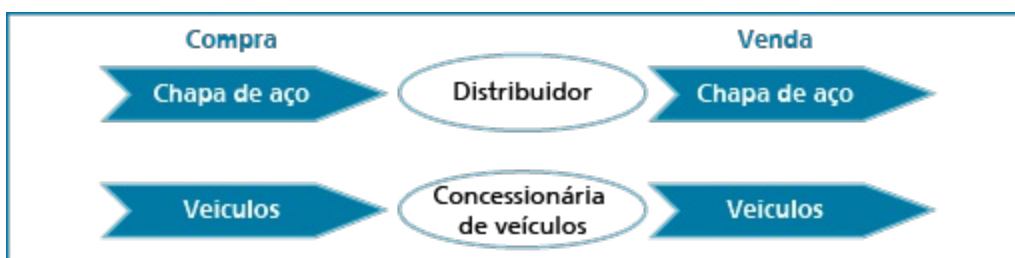 Compra
Venda
Chapa de aço
Distribuidor
Chapa de aço
Veiculos
Concessionária
de veículos
Veiculos